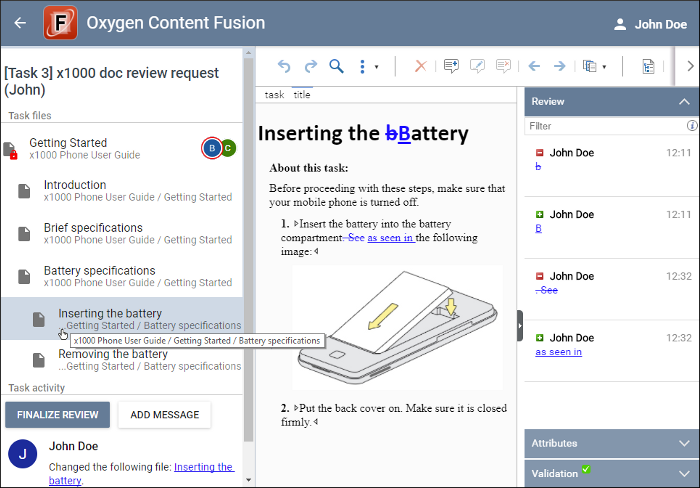 Oxygen Content Fusion
John Doe
[Task 3] x1000 doc review request
(John)
Task files
Getting Started
x1000 Phone User Guide
B C
Introduction
x1000 Phone User Guide / Getting Started
Brief specifications
x1000 Phone User Guide / Getting Started
Battery specifications
x1000 Phone User Guide / Getting Started
Inserting the battery
...Getting Started / Battery specifications
x1000 Phone User Guide / Getting Started / Battery specifications
Removing the battery
...Getting Started / Battery specifications
Task activity
FINALIZE REVIEW
ADD MESSAGE
J
John Doe
Changed the following file: Inserting the
battery.
task title
Inserting the bBattery
About this task:
Before proceeding with these steps, make sure that
your mobile phone is turned off.
1. Insert the battery into the battery
compartment. See as seen in the following
image:
2. Put the back cover on. Make sure it is closed
firmly.
Review
Filter
John Doe 12:11
b
John Doe 12:11
B
John Doe 12:32
. See
John Doe 12:32
as seen in
Attributes
Validation